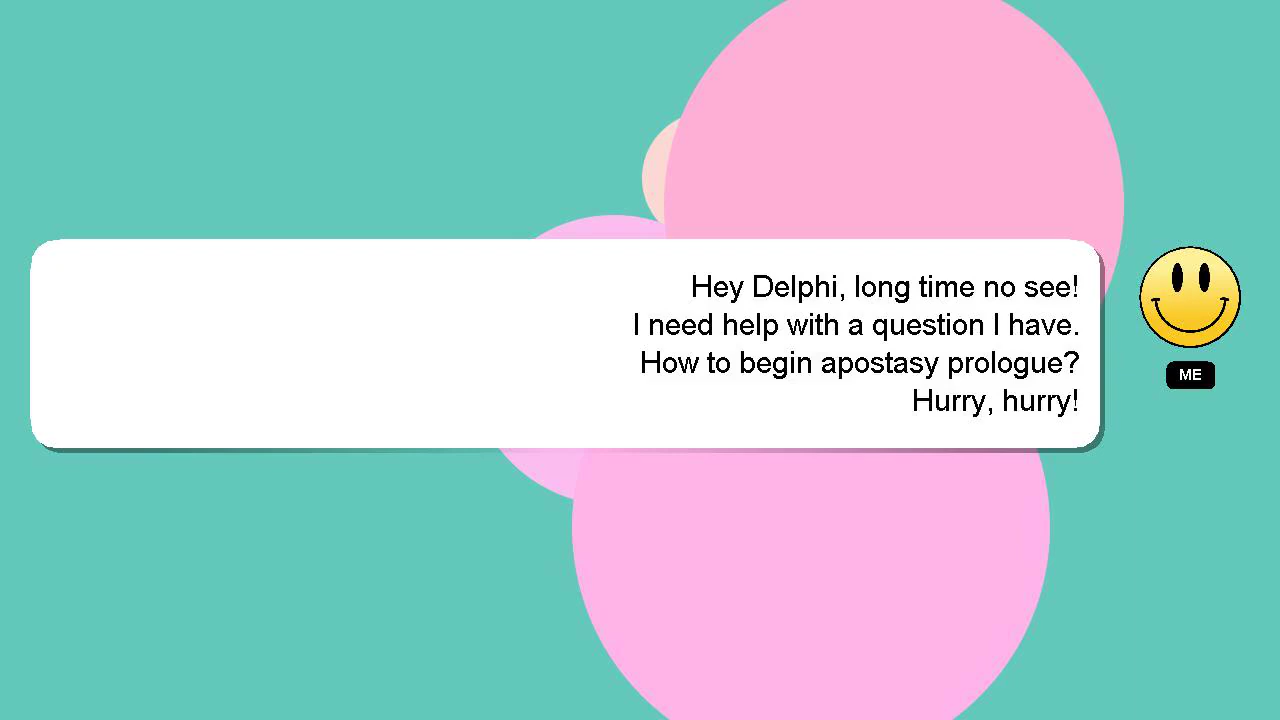 Hey Delphi, long time no see!
I need help with a question I have.
How to begin apostasy prologue?
Hurry, hurry!
ME